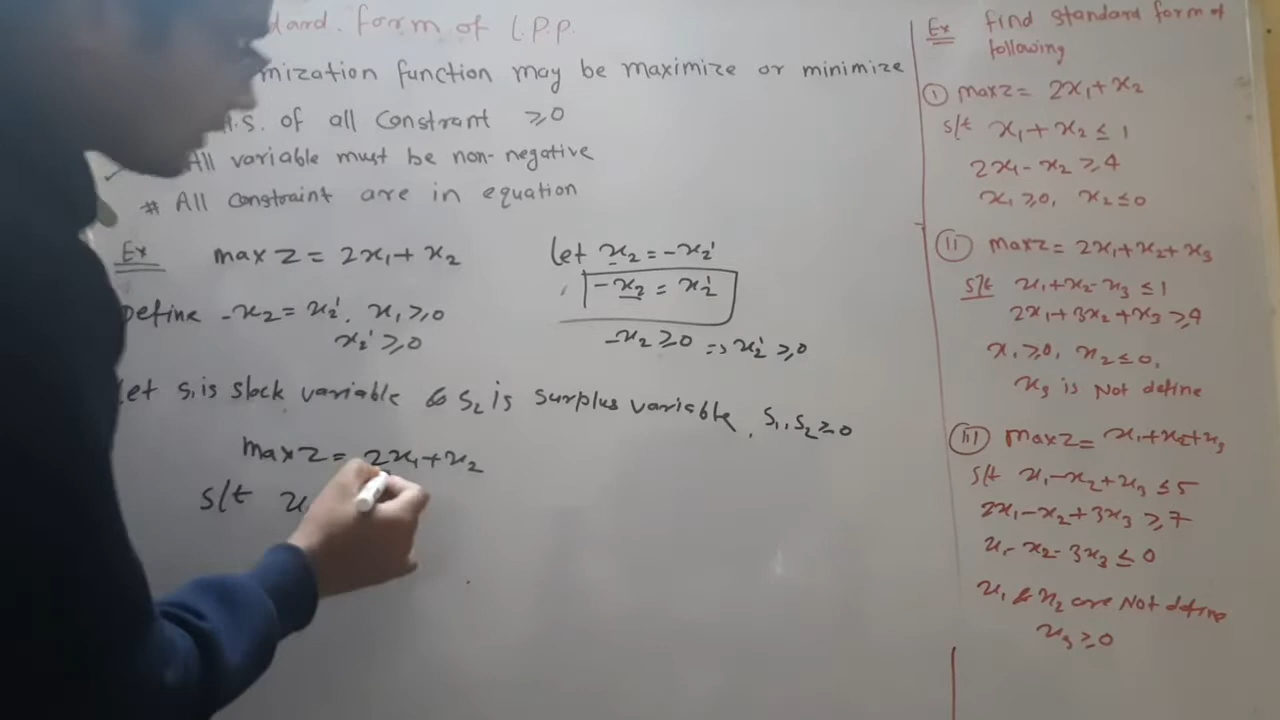 dard. form of L.P.P.
mization function may be maximize or minimize
.s. of all Constrant ≥0
All variable must be non-negative
* All constraint are in equation
Ex max Z = 2x₁ + x₂
Define -x₂ = x₂', x₁ ≥ 0
x₂' ≥ 0
let x₂ = -x₂'
-x₂ = x₂'
-x₂ ≥ 0 => x₂' ≥ 0
Let s₁ is slack variable & s₂ is surplus variable, s₁, s₂ ≥ 0
max Z = 2x₁ + x₂
s/t x
Ex find standard form of
following
(I) max Z = 2x₁ + x₂
s/t x₁ + x₂ ≤ 1
2x₁ - x₂ ≥ 4
x₁ ≥ 0, x₂ ≤ 0
(II) max Z = 2x₁ + x₂ + x₃
s/t x₁ + x₂ - x₃ ≤ 1
2x₁ + 3x₂ + x₃ ≥ 4
x₁ ≥ 0, x₂ ≤ 0,
x₃ is Not define
(III) max Z = x₁ + x₂ + x₃
s/t x₁ - x₂ + x₃ ≤ 5
2x₁ - x₂ + 3x₃ ≥ 7
x₁ - x₂ - 3x₃ ≤ 0
x₁ & x₂ are Not define
x₃ ≥ 0